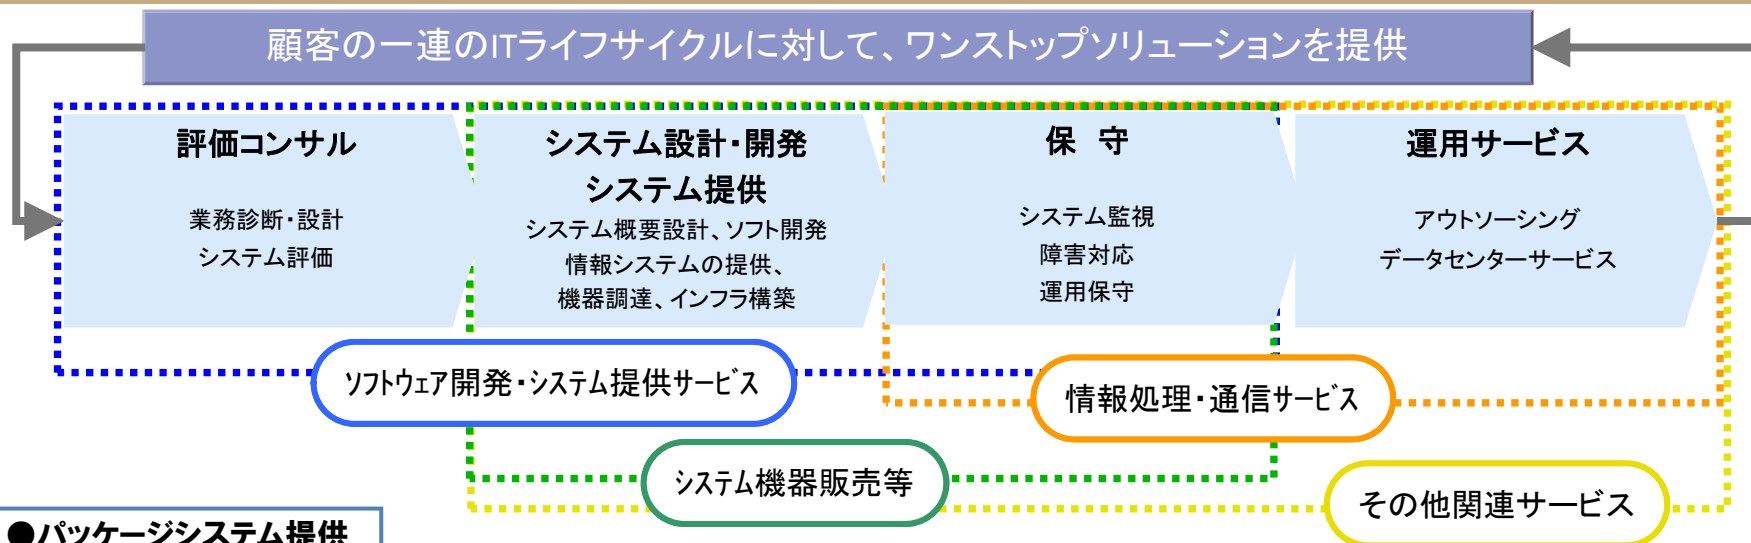 顧客の一連のITライフサイクルに対して、ワンストップソリューションを提供
評価コンサル
業務診断・設計
システム評価
システム設計・開発
システム提供
システム概要設計、ソフト開発
情報システムの提供、
機器調達、インフラ構築
保 守
システム監視
障害対応
運用保守
運用サービス
アウトソーシング
データセンターサービス
ソフトウェア開発・システム提供サービス
情報処理・通信サービス
システム機器販売等
その他関連サービス
●パッケージシステム提供